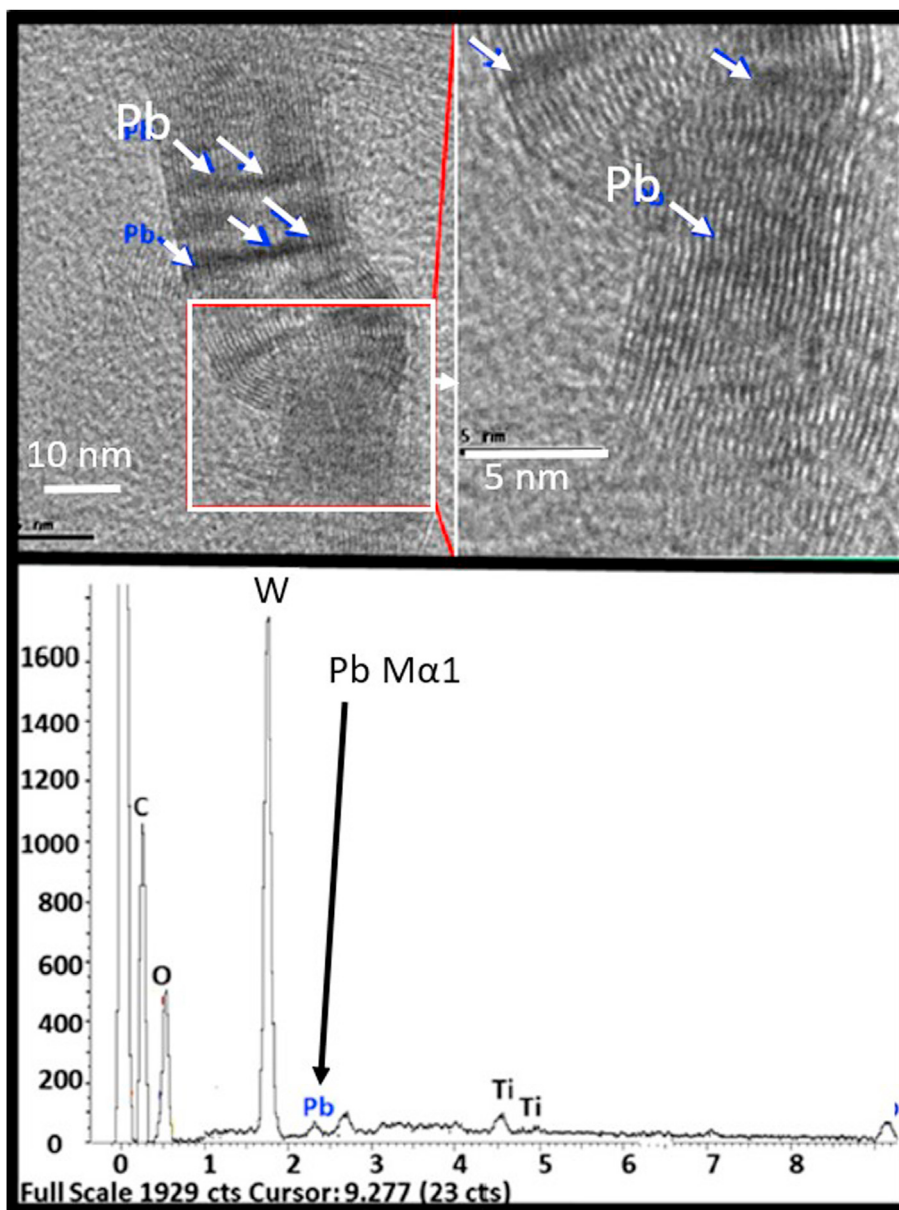 Pb
Pb
Pb
10 nm
Pb
Pb
5 nm
5 nm
W
Pb Mα1
1600
1400
1200
1000
800
600
400
200
0
C
O
Pb
Ti
Ti
0 1 2 3 4 5 6 7 8
Full Scale 1929 cts Cursor: 9.277 (23 cts)